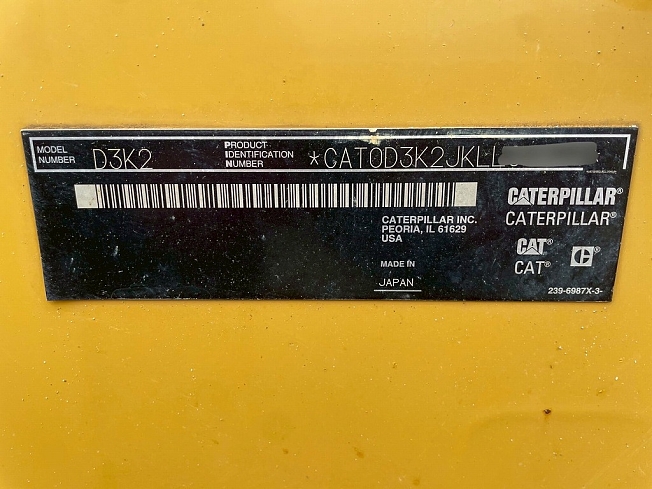 MODEL NUMBER D3K2 PRODUCT IDENTIFICATION NUMBER *CAT0D3K2JKLL
CATERPILLAR®
CATERPILLAR INC. CATERPILLAR®
PEORIA, IL 61629
USA
CAT® C®
MADE IN CAT®
JAPAN 239-6987X-3-